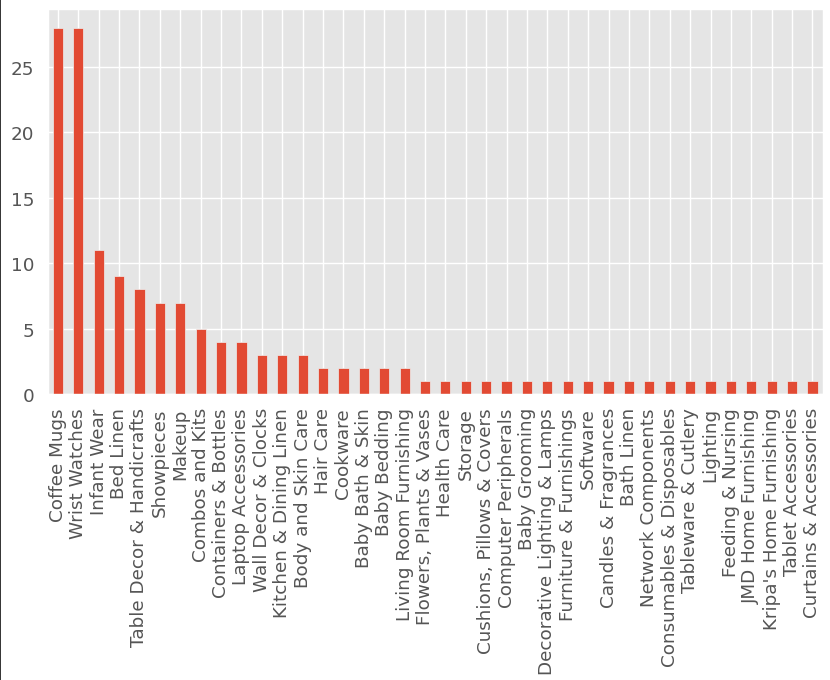 25
20
15
10
5
0
Coffee Mugs
Wrist Watches
Infant Wear
Bed Linen
Table Decor & Handicrafts
Showpieces
Makeup
Combos and Kits
Containers & Bottles
Laptop Accessories
Wall Decor & Clocks
Kitchen & Dining Linen
Body and Skin Care
Hair Care
Cookware
Baby Bath & Skin
Baby Bedding
Living Room Furnishing
Flowers, Plants & Vases
Health Care
Storage
Cushions, Pillows & Covers
Computer Peripherals
Baby Grooming
Decorative Lighting & Lamps
Furniture & Furnishings
Software
Candles & Fragrances
Bath Linen
Network Components
Consumables & Disposables
Tableware & Cutlery
Lighting
Feeding & Nursing
JMD Home Furnishing
Kripa's Home Furnishing
Tablet Accessories
Curtains & Accessories